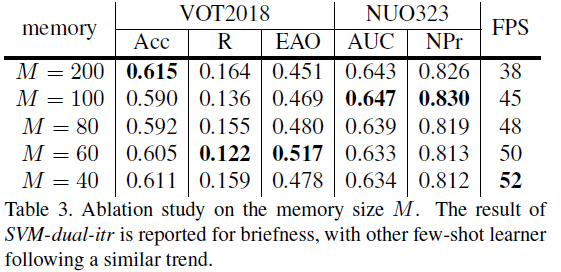 memory VOT2018 NUO323 FPS
Acc R EAO AUC NPr
M = 200 0.615 0.164 0.451 0.643 0.826 38
M = 100 0.590 0.136 0.469 0.647 0.830 45
M = 80 0.592 0.155 0.480 0.639 0.819 48
M = 60 0.605 0.122 0.517 0.633 0.813 50
M = 40 0.611 0.159 0.478 0.634 0.812 52
Table 3. Ablation study on the memory size M. The result of
SVM-dual-itr is reported for briefness, with other few-shot learner
following a similar trend.